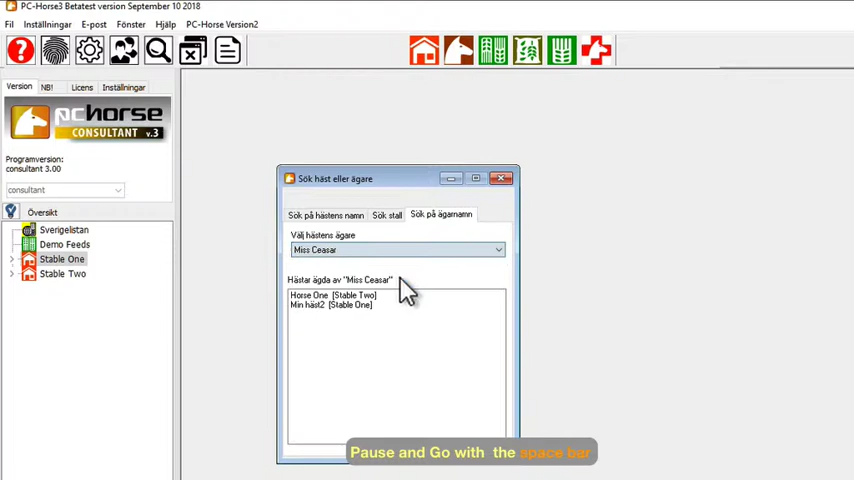 PC-Horse3 Betatest version September 10 2018
Fil Inställningar E-post Fönster Hjälp PC-Horse Version2
Version NB! Licens Inställningar
pchorse
CONSULTANT v.3
Programversion:
consultant 3.00
consultant
Översikt
Sverigelistan
Demo Feeds
Stable One
Stable Two
Sök häst eller ägare
Sök på hästens namn Sök stall Sök på ägarnamn
Välj hästens ägare
Miss Ceasar
Hästar ägda av "Miss Ceasar"
Horse One [Stable Two]
Min häst2 [Stable One]
Pause and Go with the space ber